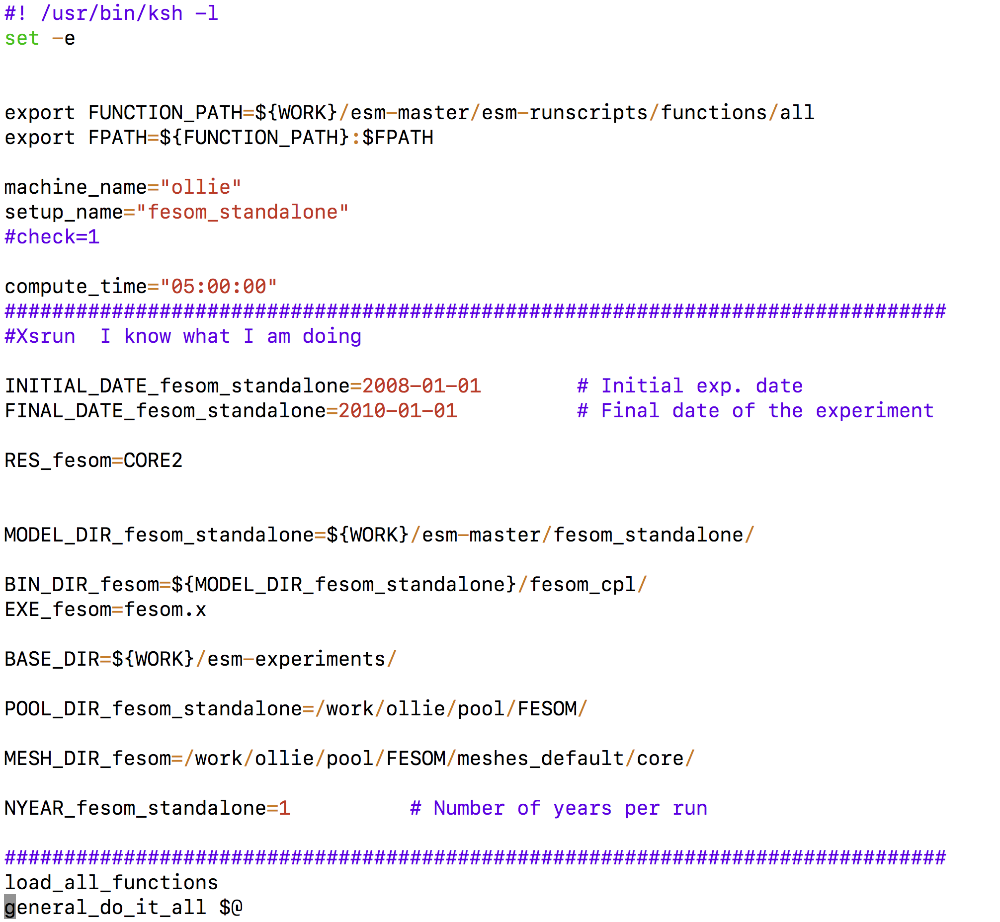 #! /usr/bin/ksh -l
set -e
export FUNCTION_PATH=${WORK}/esm-master/esm-runscripts/functions/all
export FPATH=${FUNCTION_PATH}:$FPATH
machine_name="ollie"
setup_name="fesom_standalone"
#check=1
compute_time="05:00:00"
###############################################################################
#Xsrun  I know what I am doing
INITIAL_DATE_fesom_standalone=2008-01-01        # Initial exp. date
FINAL_DATE_fesom_standalone=2010-01-01          # Final date of the experiment
RES_fesom=CORE2
MODEL_DIR_fesom_standalone=${WORK}/esm-master/fesom_standalone/
BIN_DIR_fesom=${MODEL_DIR_fesom_standalone}/fesom_cpl/
EXE_fesom=fesom.x
BASE_DIR=${WORK}/esm-experiments/
POOL_DIR_fesom_standalone=/work/ollie/pool/FESOM/
MESH_DIR_fesom=/work/ollie/pool/FESOM/meshes_default/core/
NYEAR_fesom_standalone=1          # Number of years per run
###############################################################################
load_all_functions
general_do_it_all $@